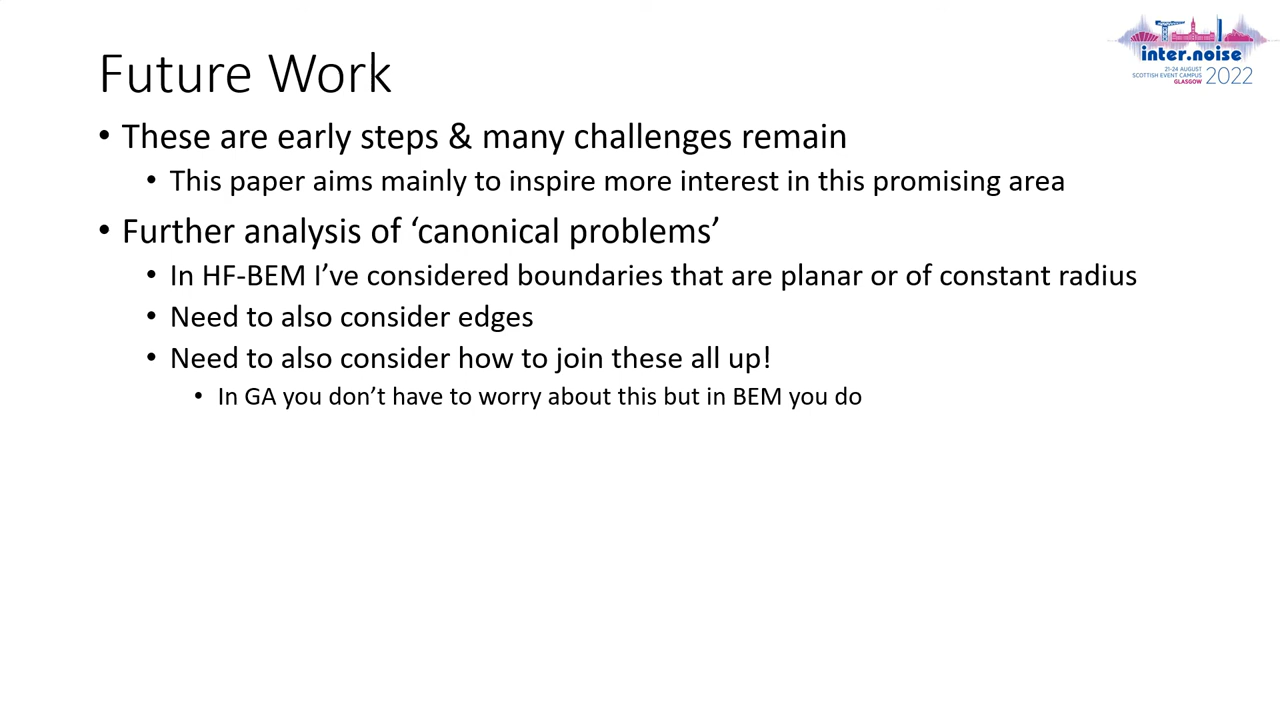 Future Work
inter.noise
21-24 AUGUST
SCOTTISH EVENT CAMPUS
GLASGOW 2022
• These are early steps & many challenges remain
• This paper aims mainly to inspire more interest in this promising area
• Further analysis of ‘canonical problems’
• In HF-BEM I’ve considered boundaries that are planar or of constant radius
• Need to also consider edges
• Need to also consider how to join these all up!
• In GA you don’t have to worry about this but in BEM you do